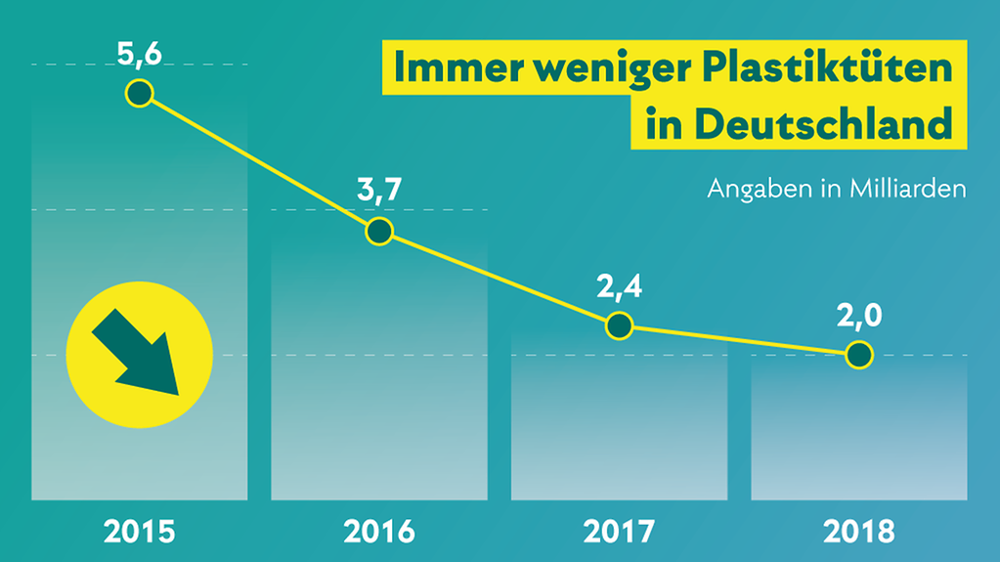 Immer weniger Plastiktüten
in Deutschland
Angaben in Milliarden
5,6
3,7
2,4
2,0
2015 2016 2017 2018